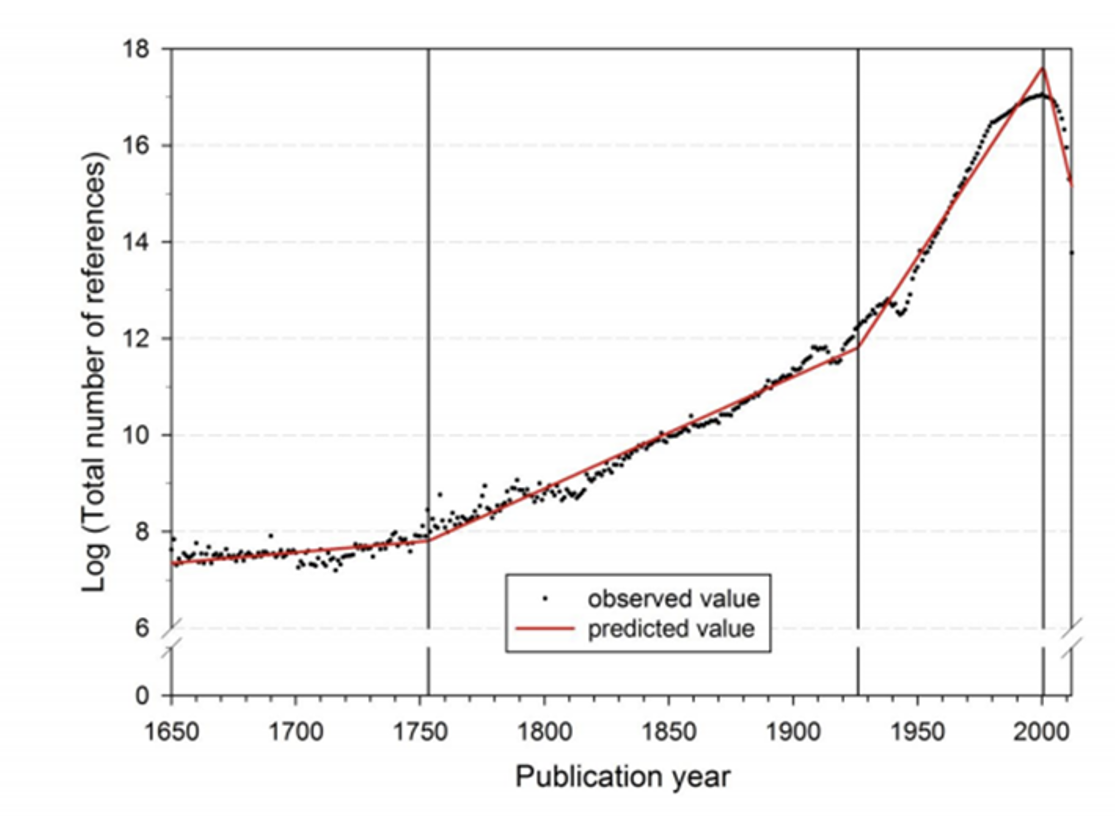 Log (Total number of references)
18
16
14
12
10
8
6
0
observed value
predicted value
1650 1700 1750 1800 1850 1900 1950 2000
Publication year